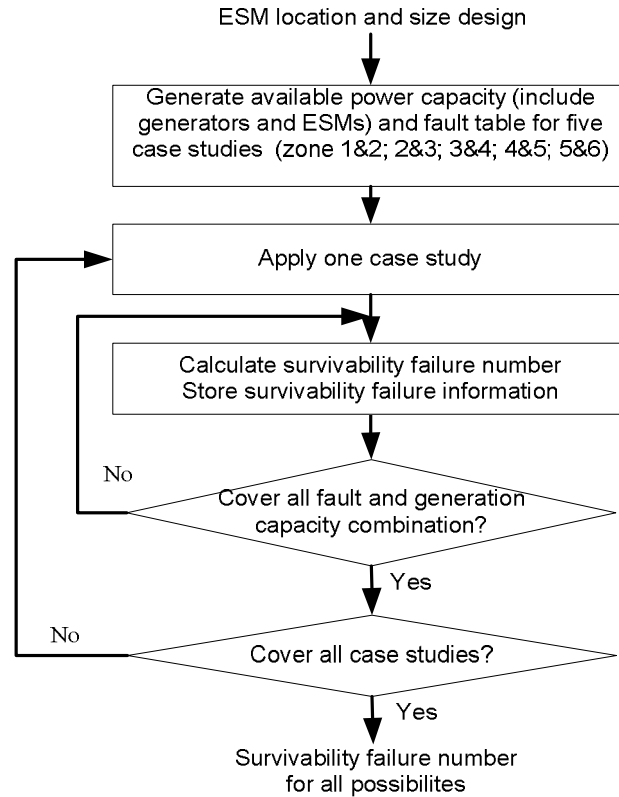 ESM location and size design
Generate available power capacity (include
generators and ESMs) and fault table for five
case studies (zone 1&2; 2&3; 3&4; 4&5; 5&6)
Apply one case study
Calculate survivability failure number
Store survivability failure information
No
Cover all fault and generation
capacity combination?
Yes
No
Cover all case studies?
Yes
Survivability failure number
for all possibilites